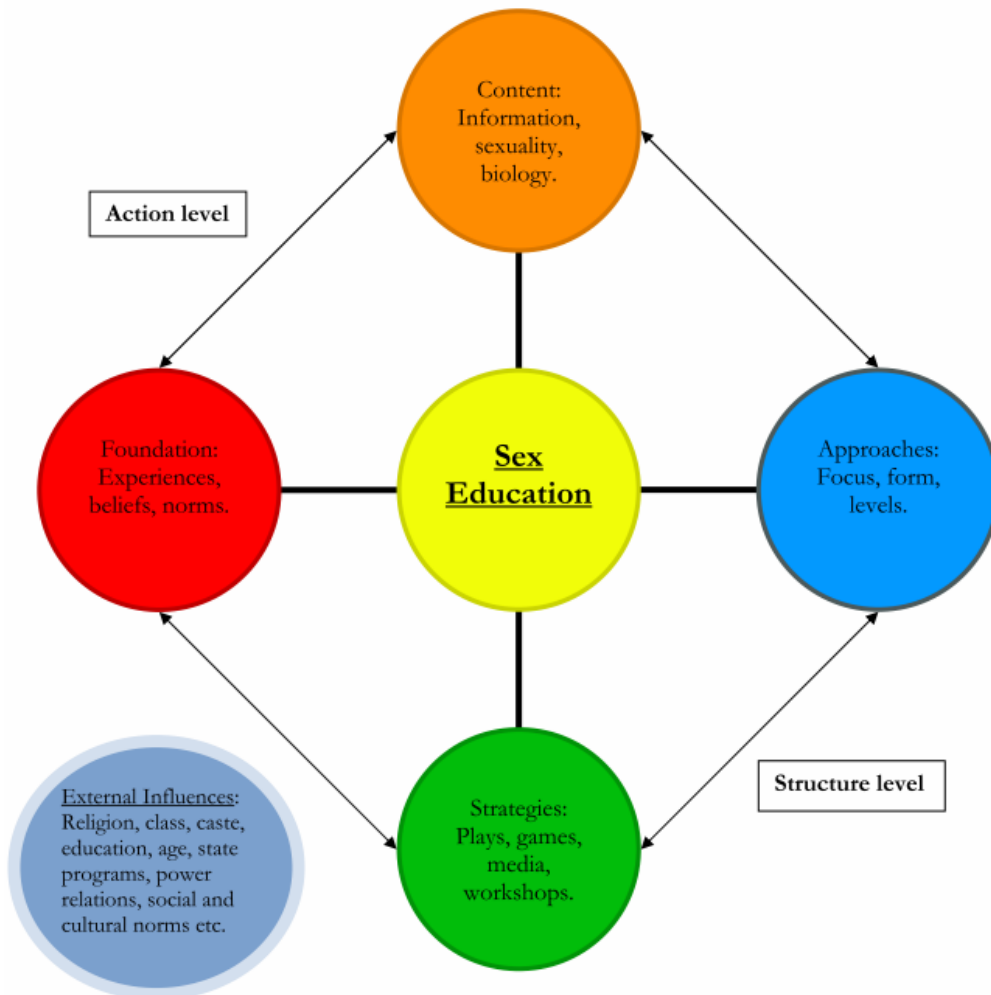 Content:
Information,
sexuality,
biology.
Action level
Foundation:
Experiences,
beliefs, norms.
Sex
Education
Approaches:
Focus, form,
levels.
External Influences:
Religion, class, caste,
education, age, state
programs, power
relations, social and
cultural norms etc.
Strategies:
Plays, games,
media,
workshops.
Structure level